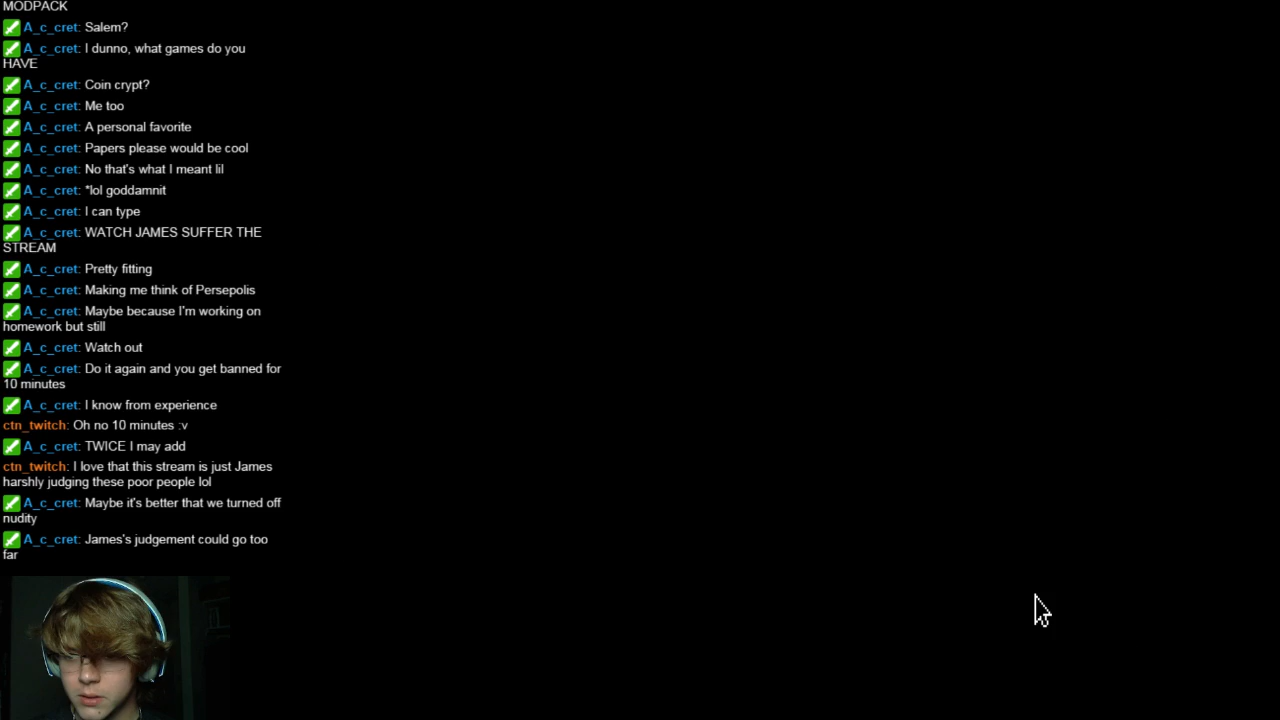 MODPACK
A_c_cret: Salem?
A_c_cret: I dunno, what games do you
HAVE
A_c_cret: Coin crypt?
A_c_cret: Me too
A_c_cret: A personal favorite
A_c_cret: Papers please would be cool
A_c_cret: No that's what I meant lil
A_c_cret: *lol goddamnit
A_c_cret: I can type
A_c_cret: WATCH JAMES SUFFER THE
STREAM
A_c_cret: Pretty fitting
A_c_cret: Making me think of Persepolis
A_c_cret: Maybe because I'm working on
homework but still
A_c_cret: Watch out
A_c_cret: Do it again and you get banned for
10 minutes
A_c_cret: I know from experience
ctn_twitch: Oh no 10 minutes :v
A_c_cret: TWICE I may add
ctn_twitch: I love that this stream is just James
harshly judging these poor people lol
A_c_cret: Maybe it's better that we turned off
nudity
A_c_cret: James's judgement could go too
far